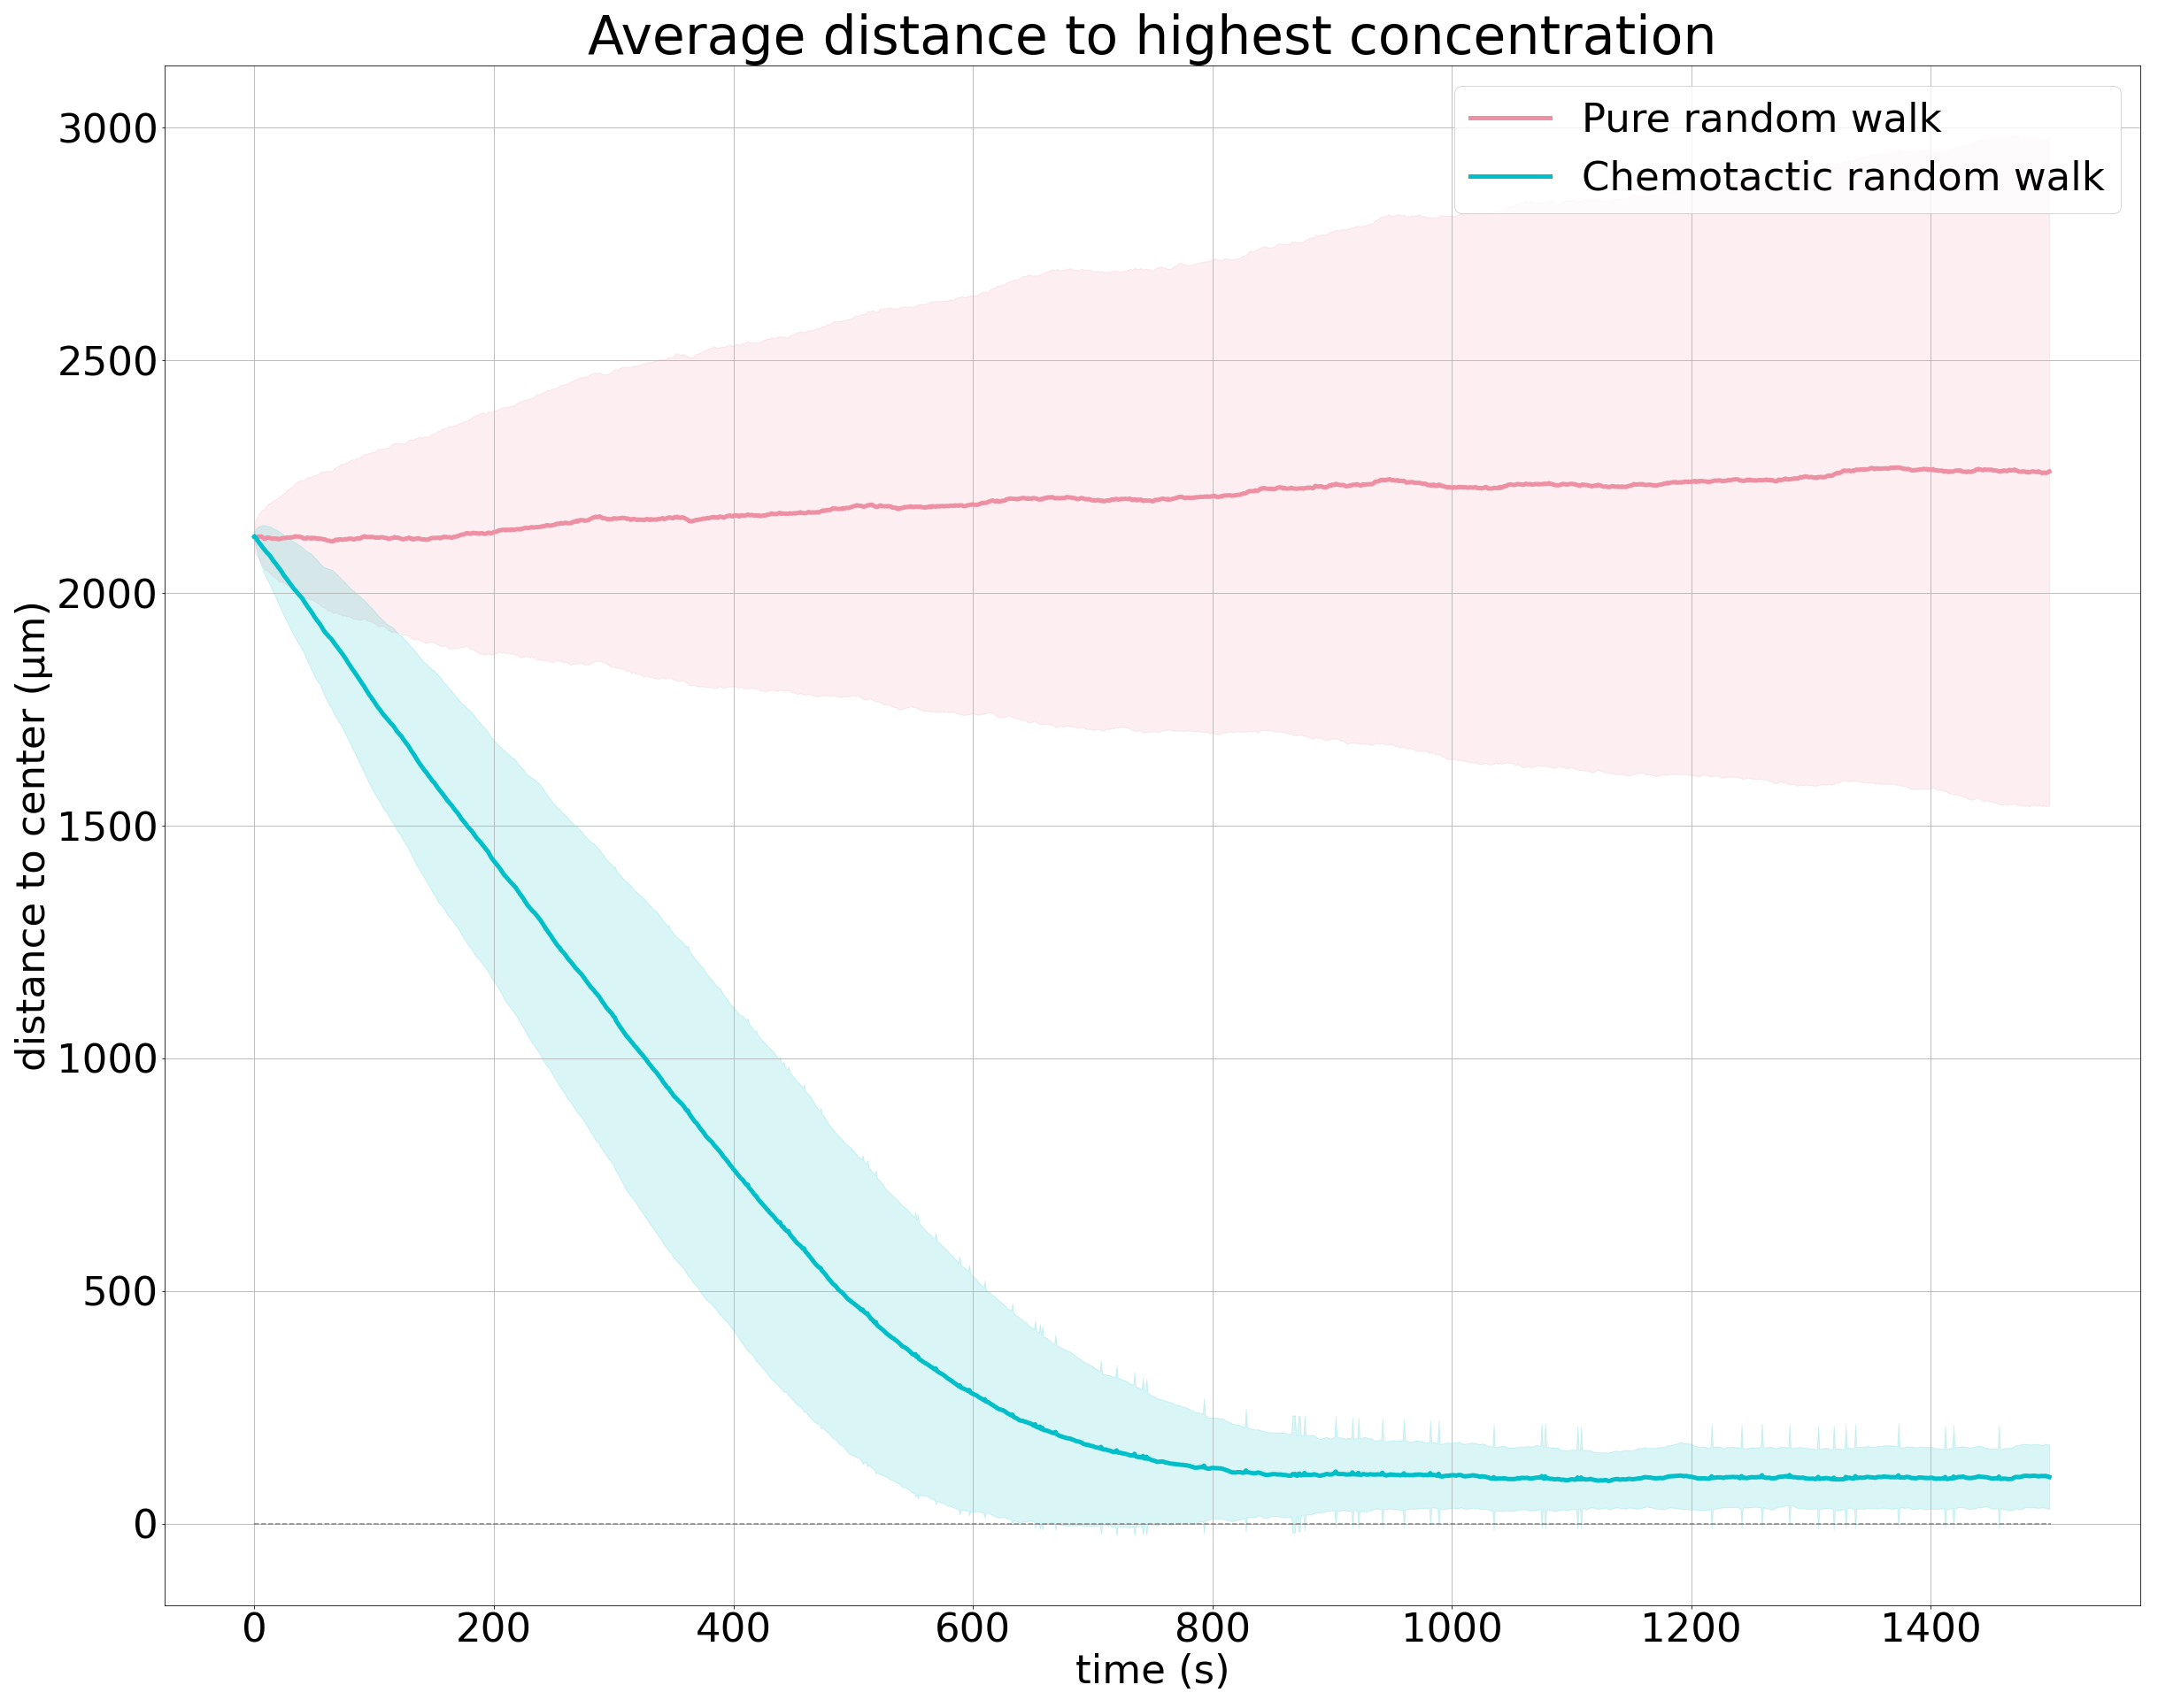 Average distance to highest concentration
Pure random walk
Chemotactic random walk
distance to center (µm)
3000
2500
2000
1500
1000
500
0
0 200 400 600 800 1000 1200 1400
time (s)